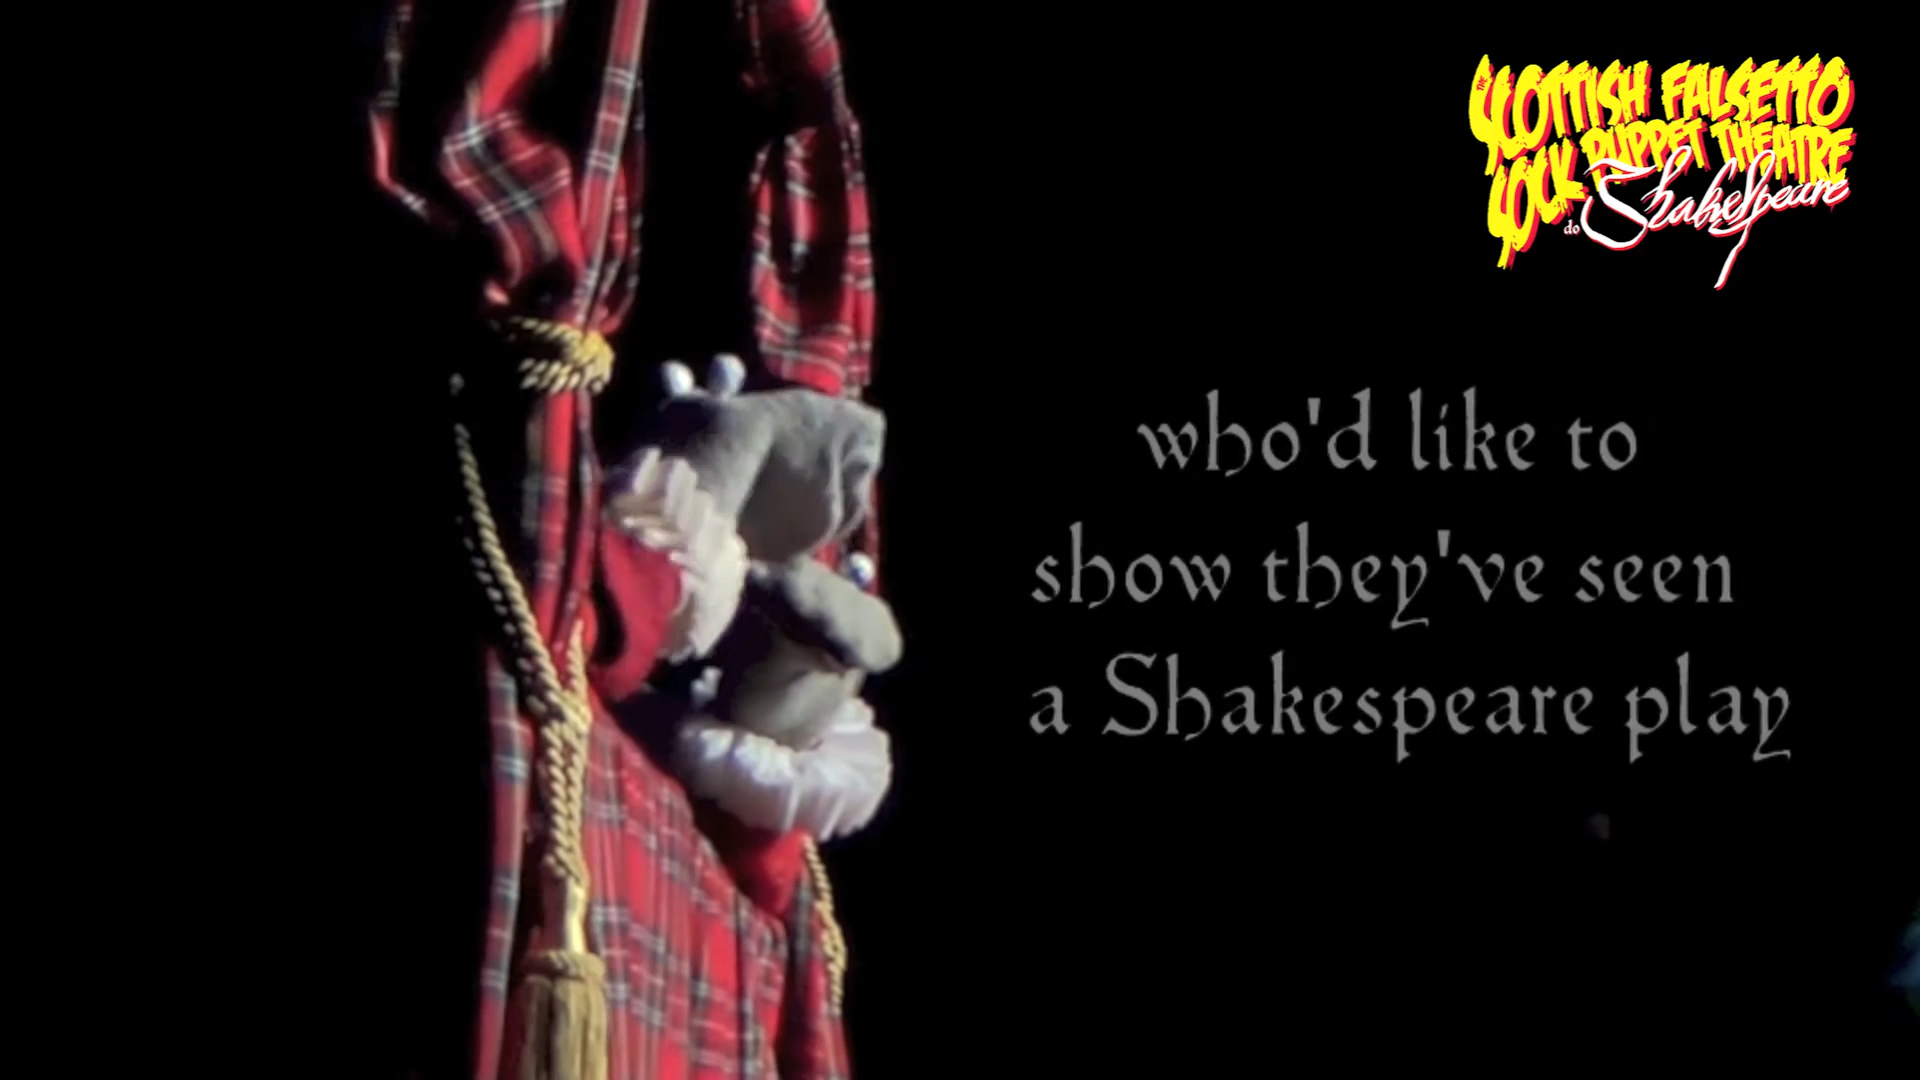 THE
SCOTTISH FALSETTO
SOCK PUPPET THEATRE
do Shakespeare
who'd like to
show they've seen
a Shakespeare play